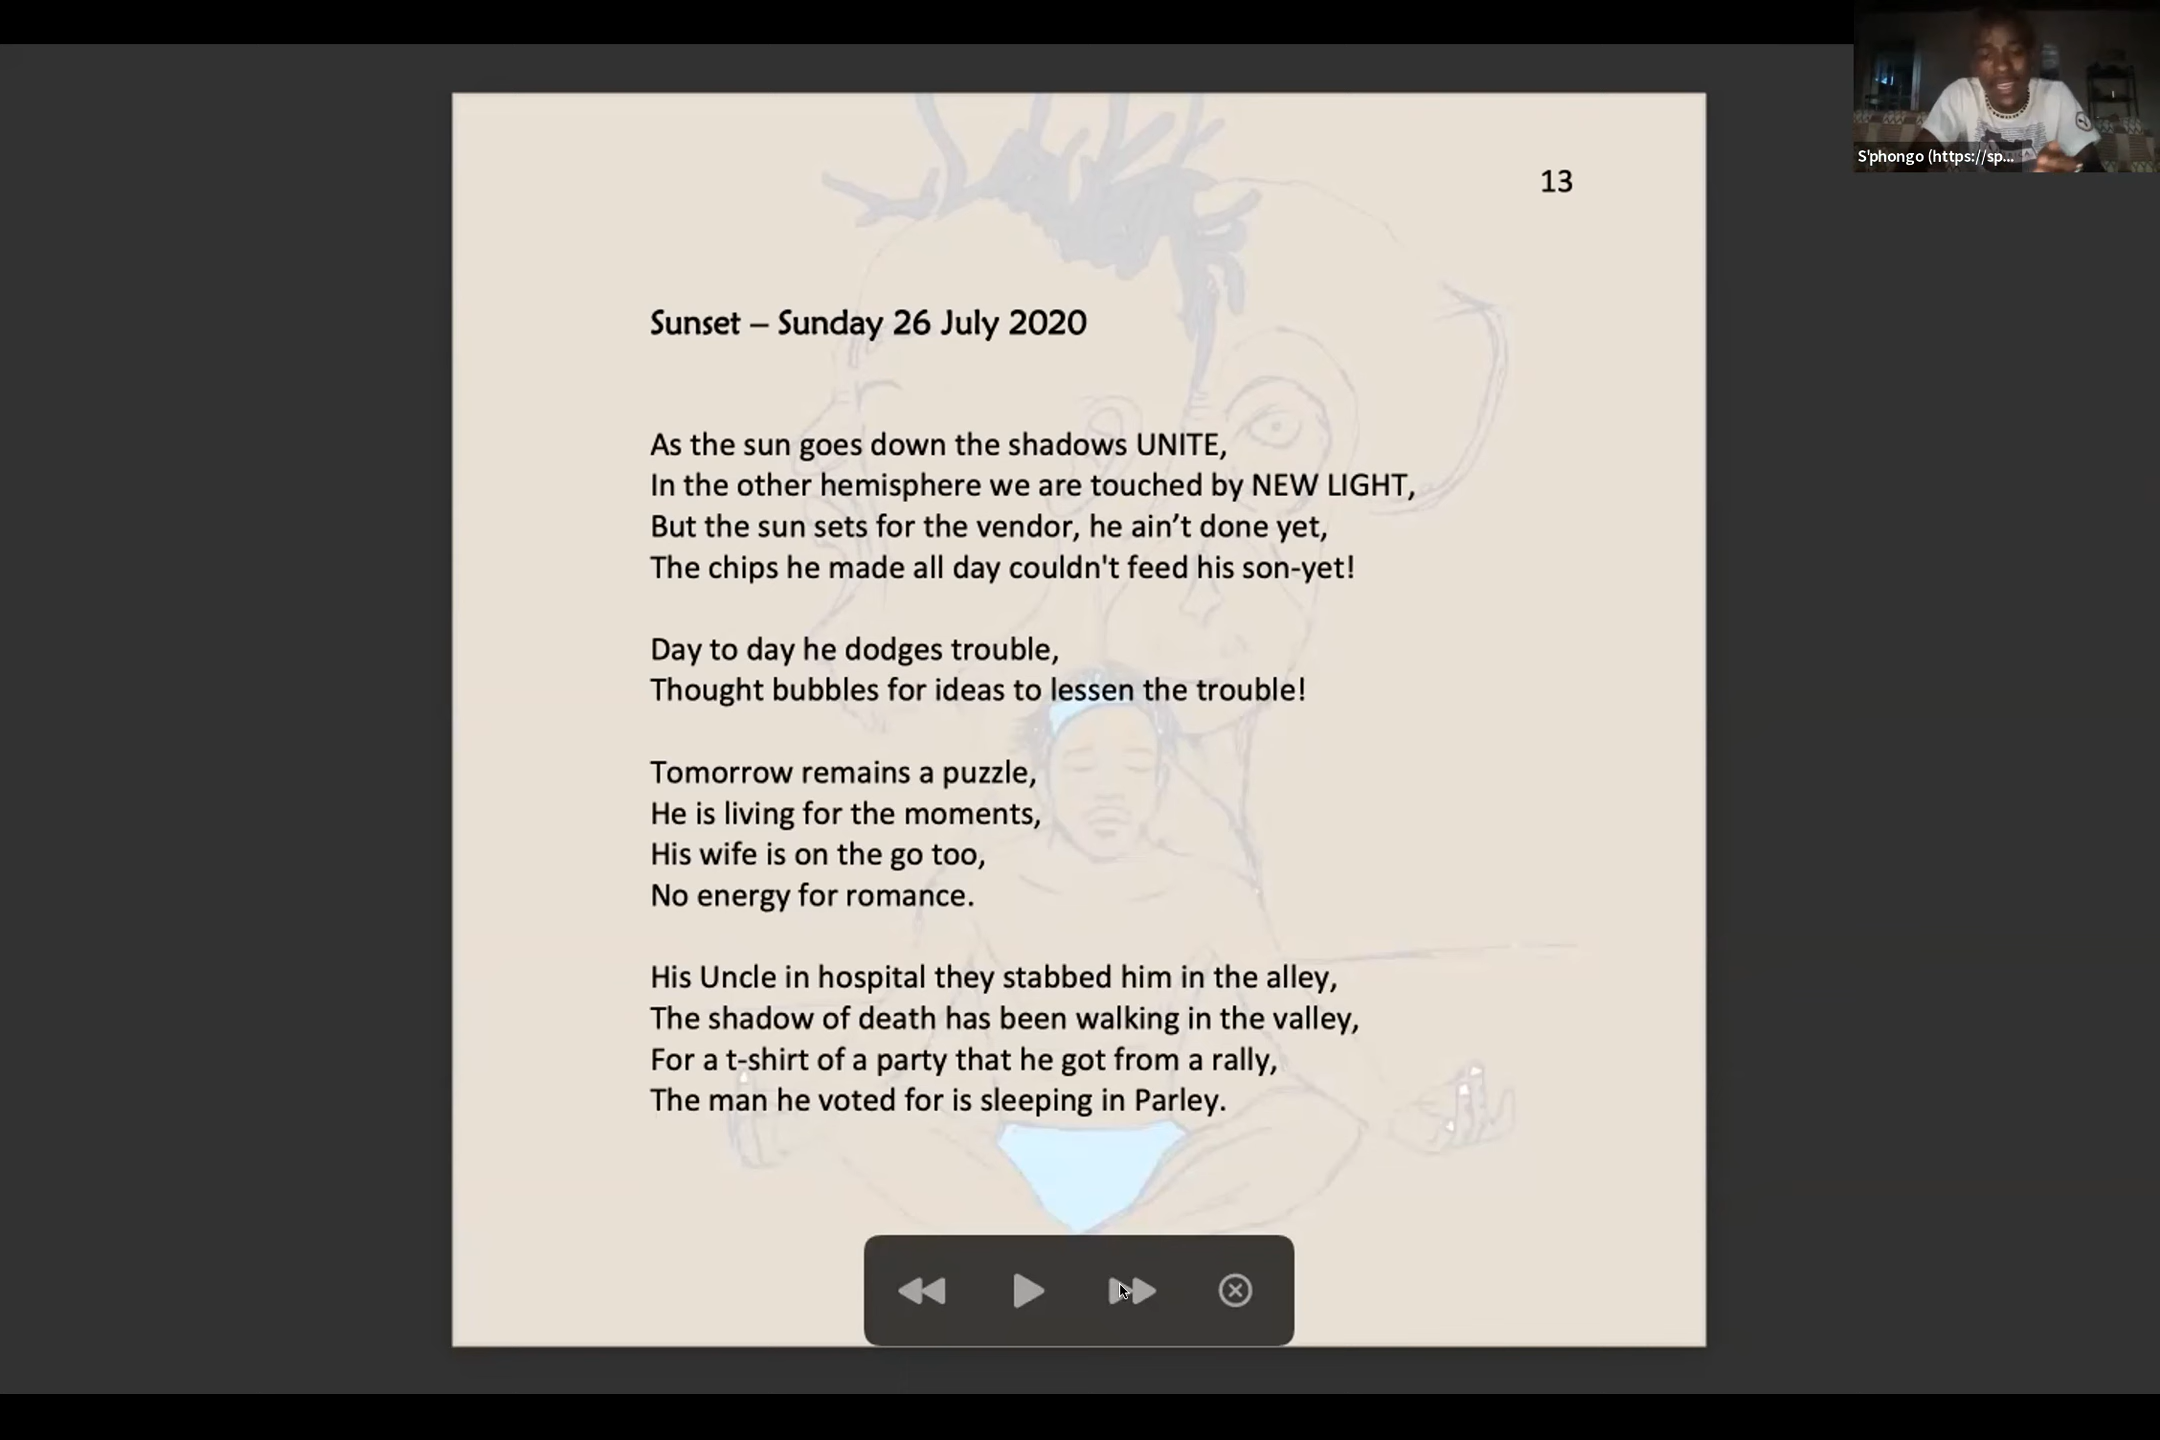 S'phongo (https://sp...
13
Sunset – Sunday 26 July 2020
As the sun goes down the shadows UNITE,
In the other hemisphere we are touched by NEW LIGHT,
But the sun sets for the vendor, he ain’t done yet,
The chips he made all day couldn't feed his son-yet!
Day to day he dodges trouble,
Thought bubbles for ideas to lessen the trouble!
Tomorrow remains a puzzle,
He is living for the moments,
His wife is on the go too,
No energy for romance.
His Uncle in hospital they stabbed him in the alley,
The shadow of death has been walking in the valley,
For a t-shirt of a party that he got from a rally,
The man he voted for is sleeping in Parley.